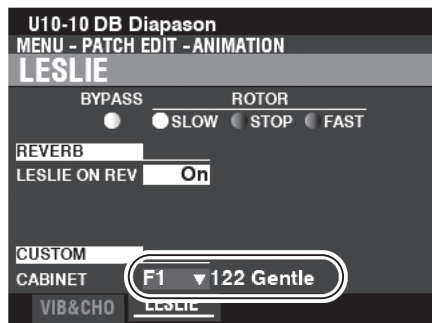 U10-10 DB Diapason
MENU - PATCH EDIT - ANIMATION
LESLIE
BYPASS ROTOR
SLOW STOP FAST
REVERB
LESLIE ON REV On
CUSTOM
CABINET F1 ▼122 Gentle
VIB&CHO LESLIE